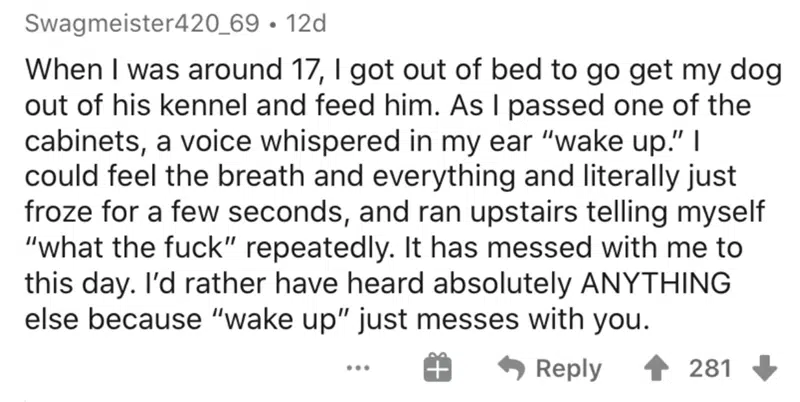 Swagmeister420_69 • 12d
When I was around 17, I got out of bed to go get my dog
out of his kennel and feed him. As I passed one of the
cabinets, a voice whispered in my ear “wake up.” I
could feel the breath and everything and literally just
froze for a few seconds, and ran upstairs telling myself
“what the fuck” repeatedly. It has messed with me to
this day. I’d rather have heard absolutely ANYTHING
else because “wake up” just messes with you.
... Reply 281